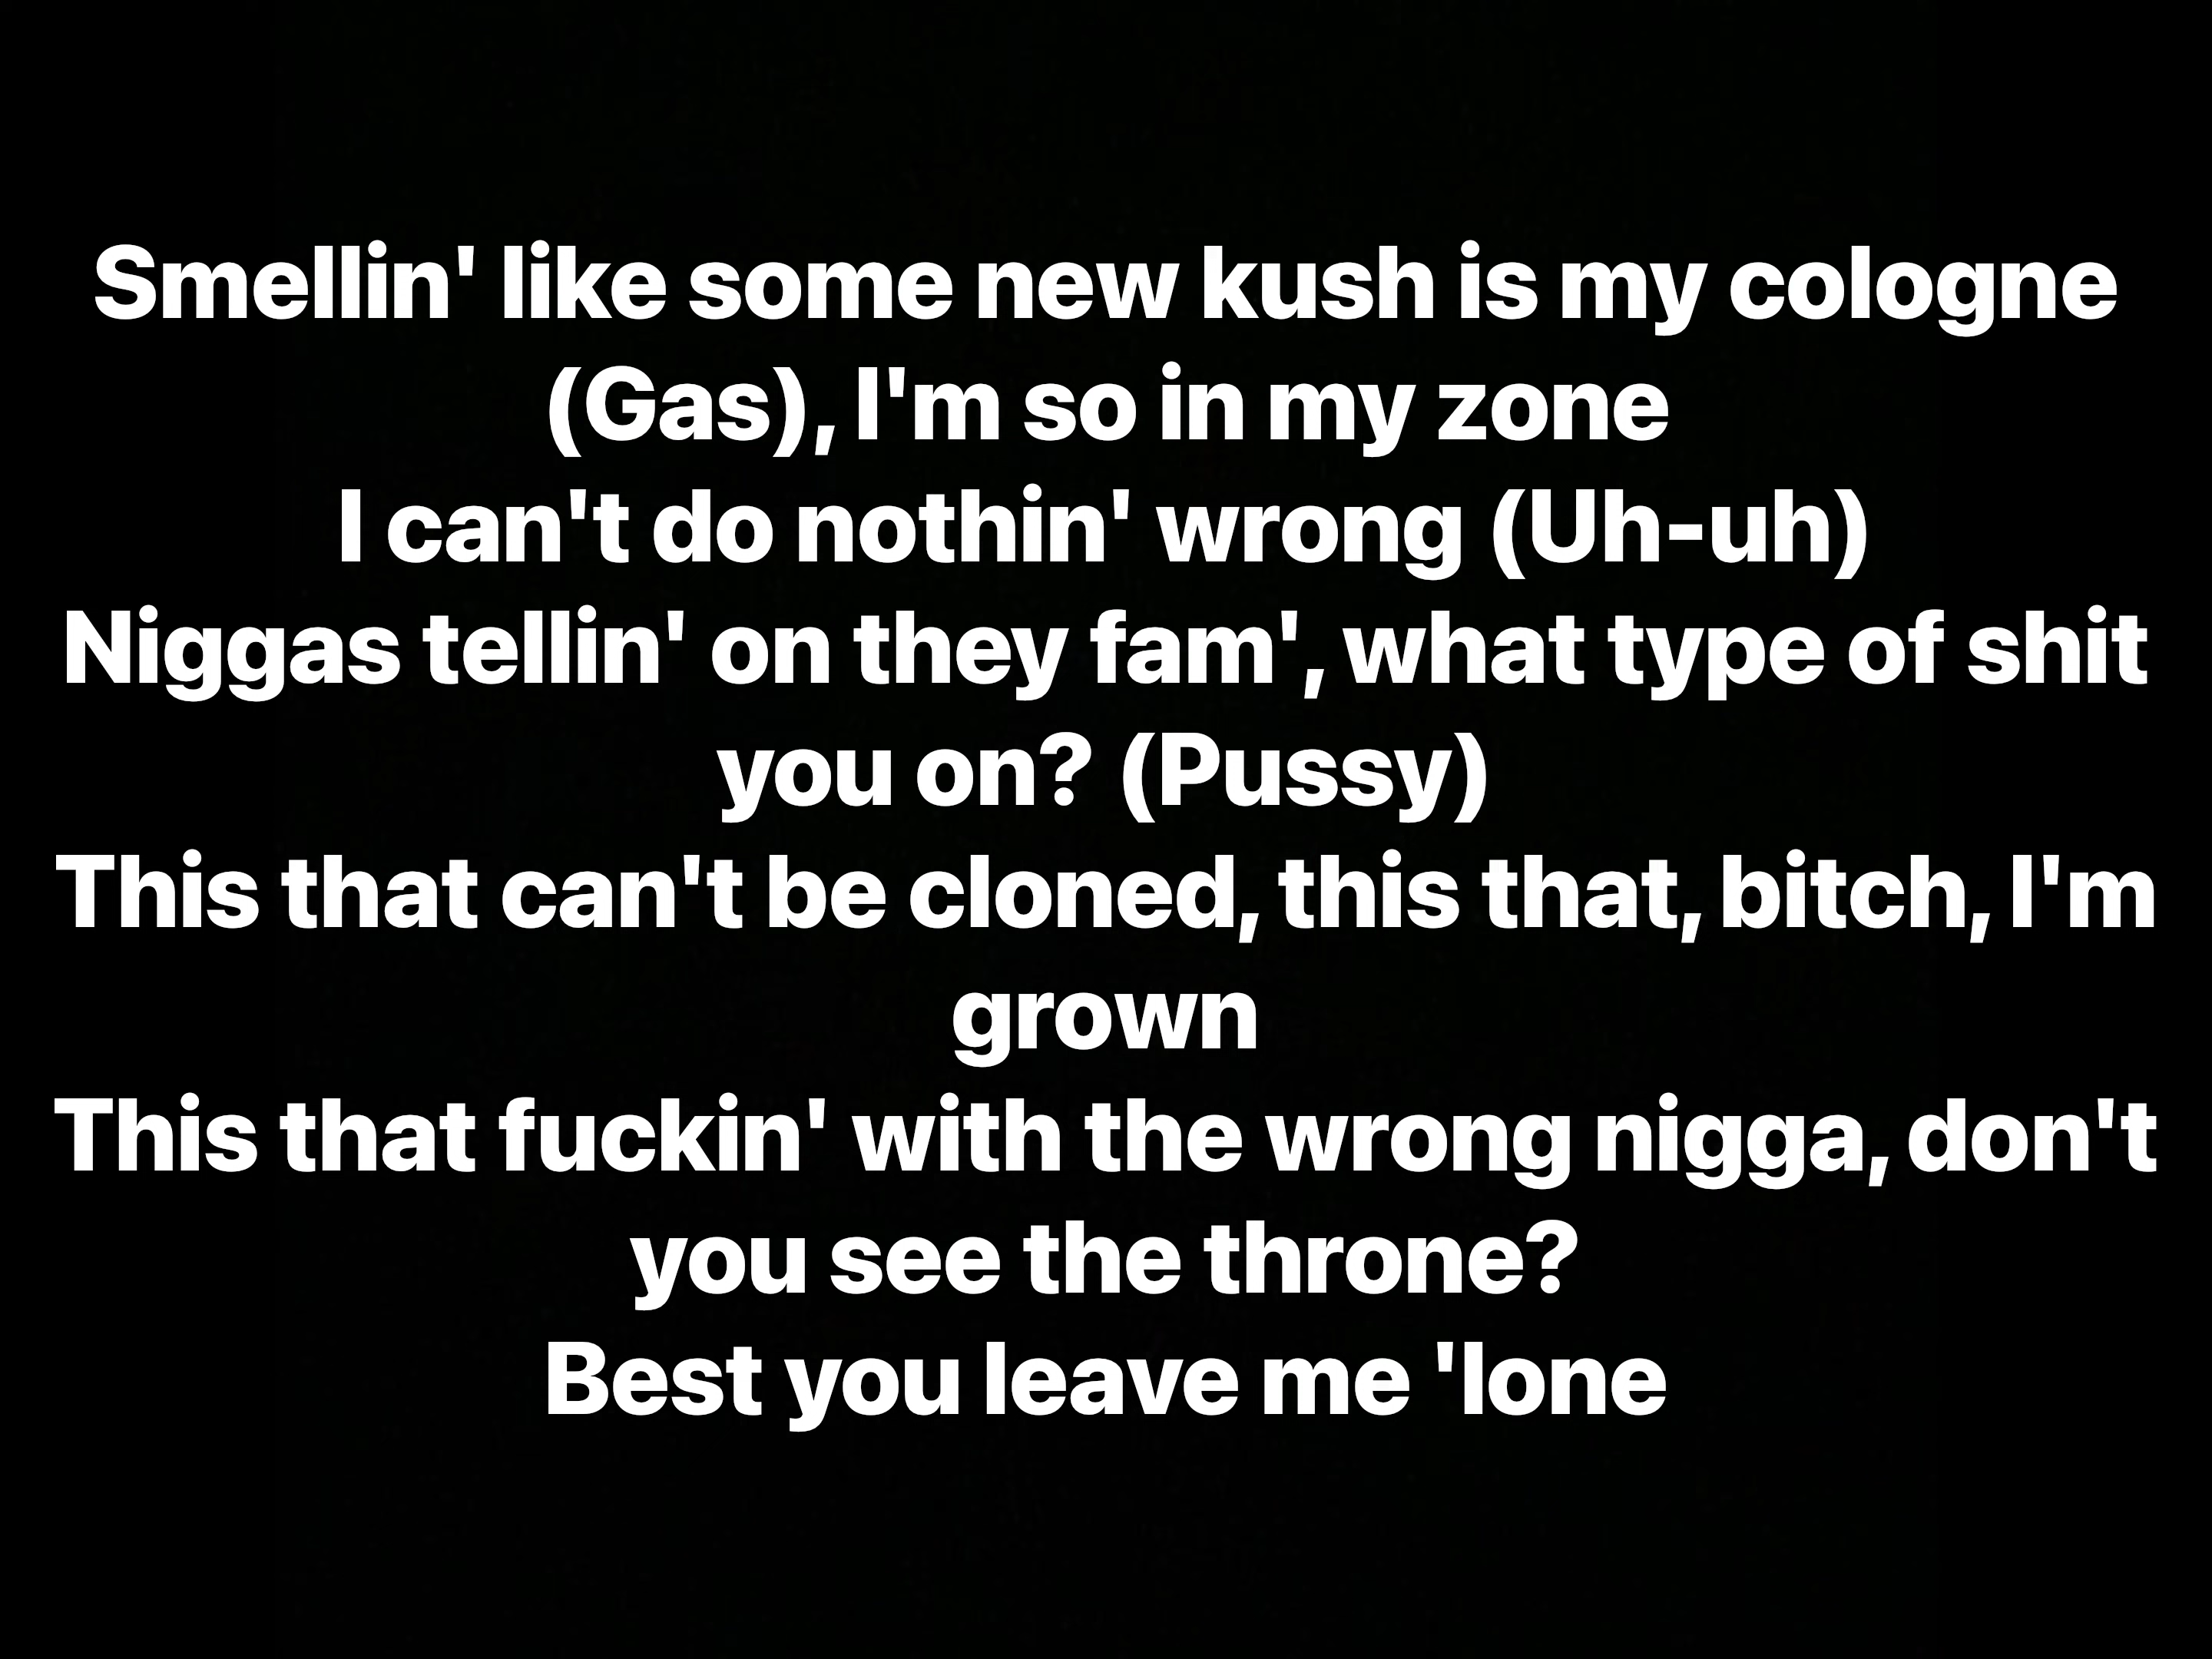 Smellin' like some new kush is my cologne
(Gas), I'm so in my zone
I can't do nothin' wrong (Uh-uh)
Niggas tellin' on they fam', what type of shit
you on? (Pussy)
This that can't be cloned, this that, bitch, I'm
grown
This that fuckin' with the wrong nigga, don't
you see the throne?
Best you leave me 'lone